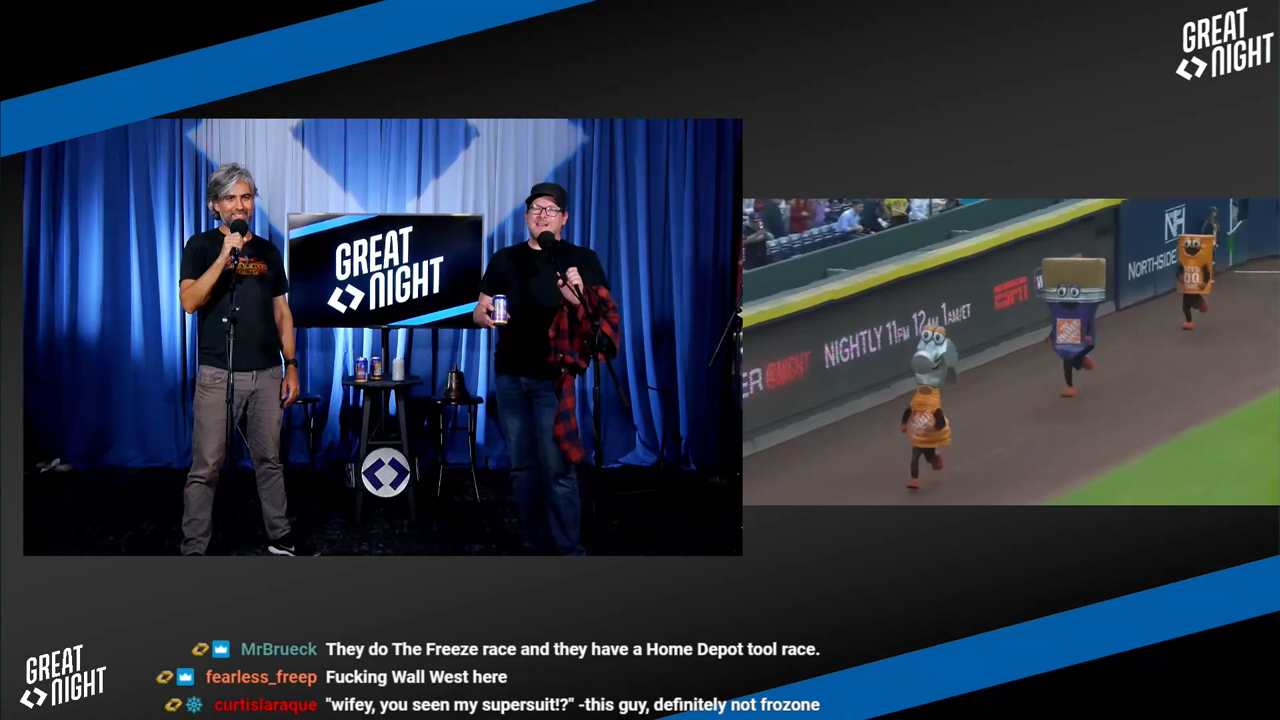 GREAT
NIGHT
GREAT
NIGHT
NIGHTLY 11PM 12AM 1AM/ET
ESPN
NORTHSIDE
GREAT
NIGHT
MrBrueck They do The Freeze race and they have a Home Depot tool race.
fearless_freep Fucking Wall West here
curtislaraque "wifey, you seen my supersuit!?" -this guy, definitely not frozone